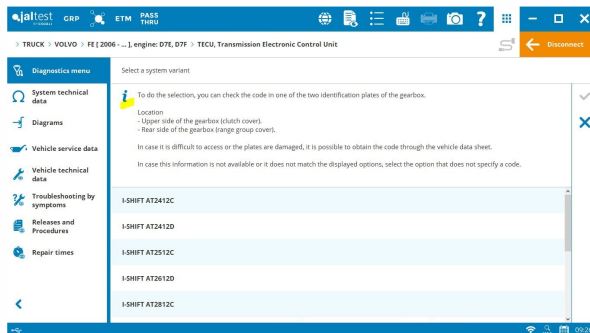 jaltest GRP ETM PASS THRU
> TRUCK > VOLVO > FE [ 2006 - ... ], engine: D7E, D7F > TECU, Transmission Electronic Control Unit
Disconnect
Diagnostics menu
Select a system variant
System technical data
Diagrams
Vehicle service data
Vehicle technical data
Troubleshooting by symptoms
Releases and Procedures
Repair times
To do the selection, you can check the code in one of the two identification plates of the gearbox.
Location
- Upper side of the gearbox (clutch cover).
- Rear side of the gearbox (range group cover).
In case it is difficult to access or the plates are damaged, it is possible to obtain the code through the vehicle data sheet.
In case this information is not available or it does not match the displayed options, select the option that does not specify a code.
I-SHIFT AT2412C
I-SHIFT AT2412D
I-SHIFT AT2512C
I-SHIFT AT2612D
I-SHIFT AT2812C